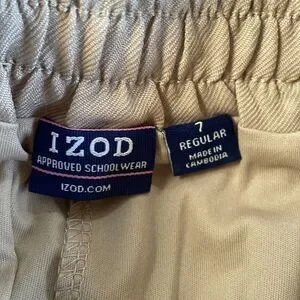 IZOD
APPROVED SCHOOLWEAR
IZOD.COM
7
REGULAR
MADE IN
CAMBODIA